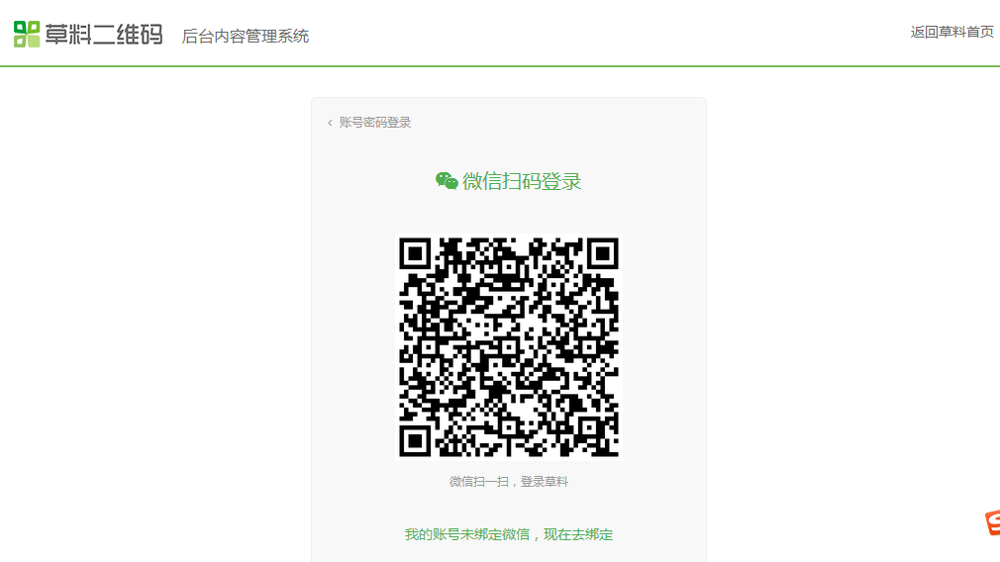 草料二维码 后台内容管理系统 返回草料首页
< 账号密码登录
微信扫码登录
微信扫一扫，登录草料
我的账号未绑定微信，现在去绑定